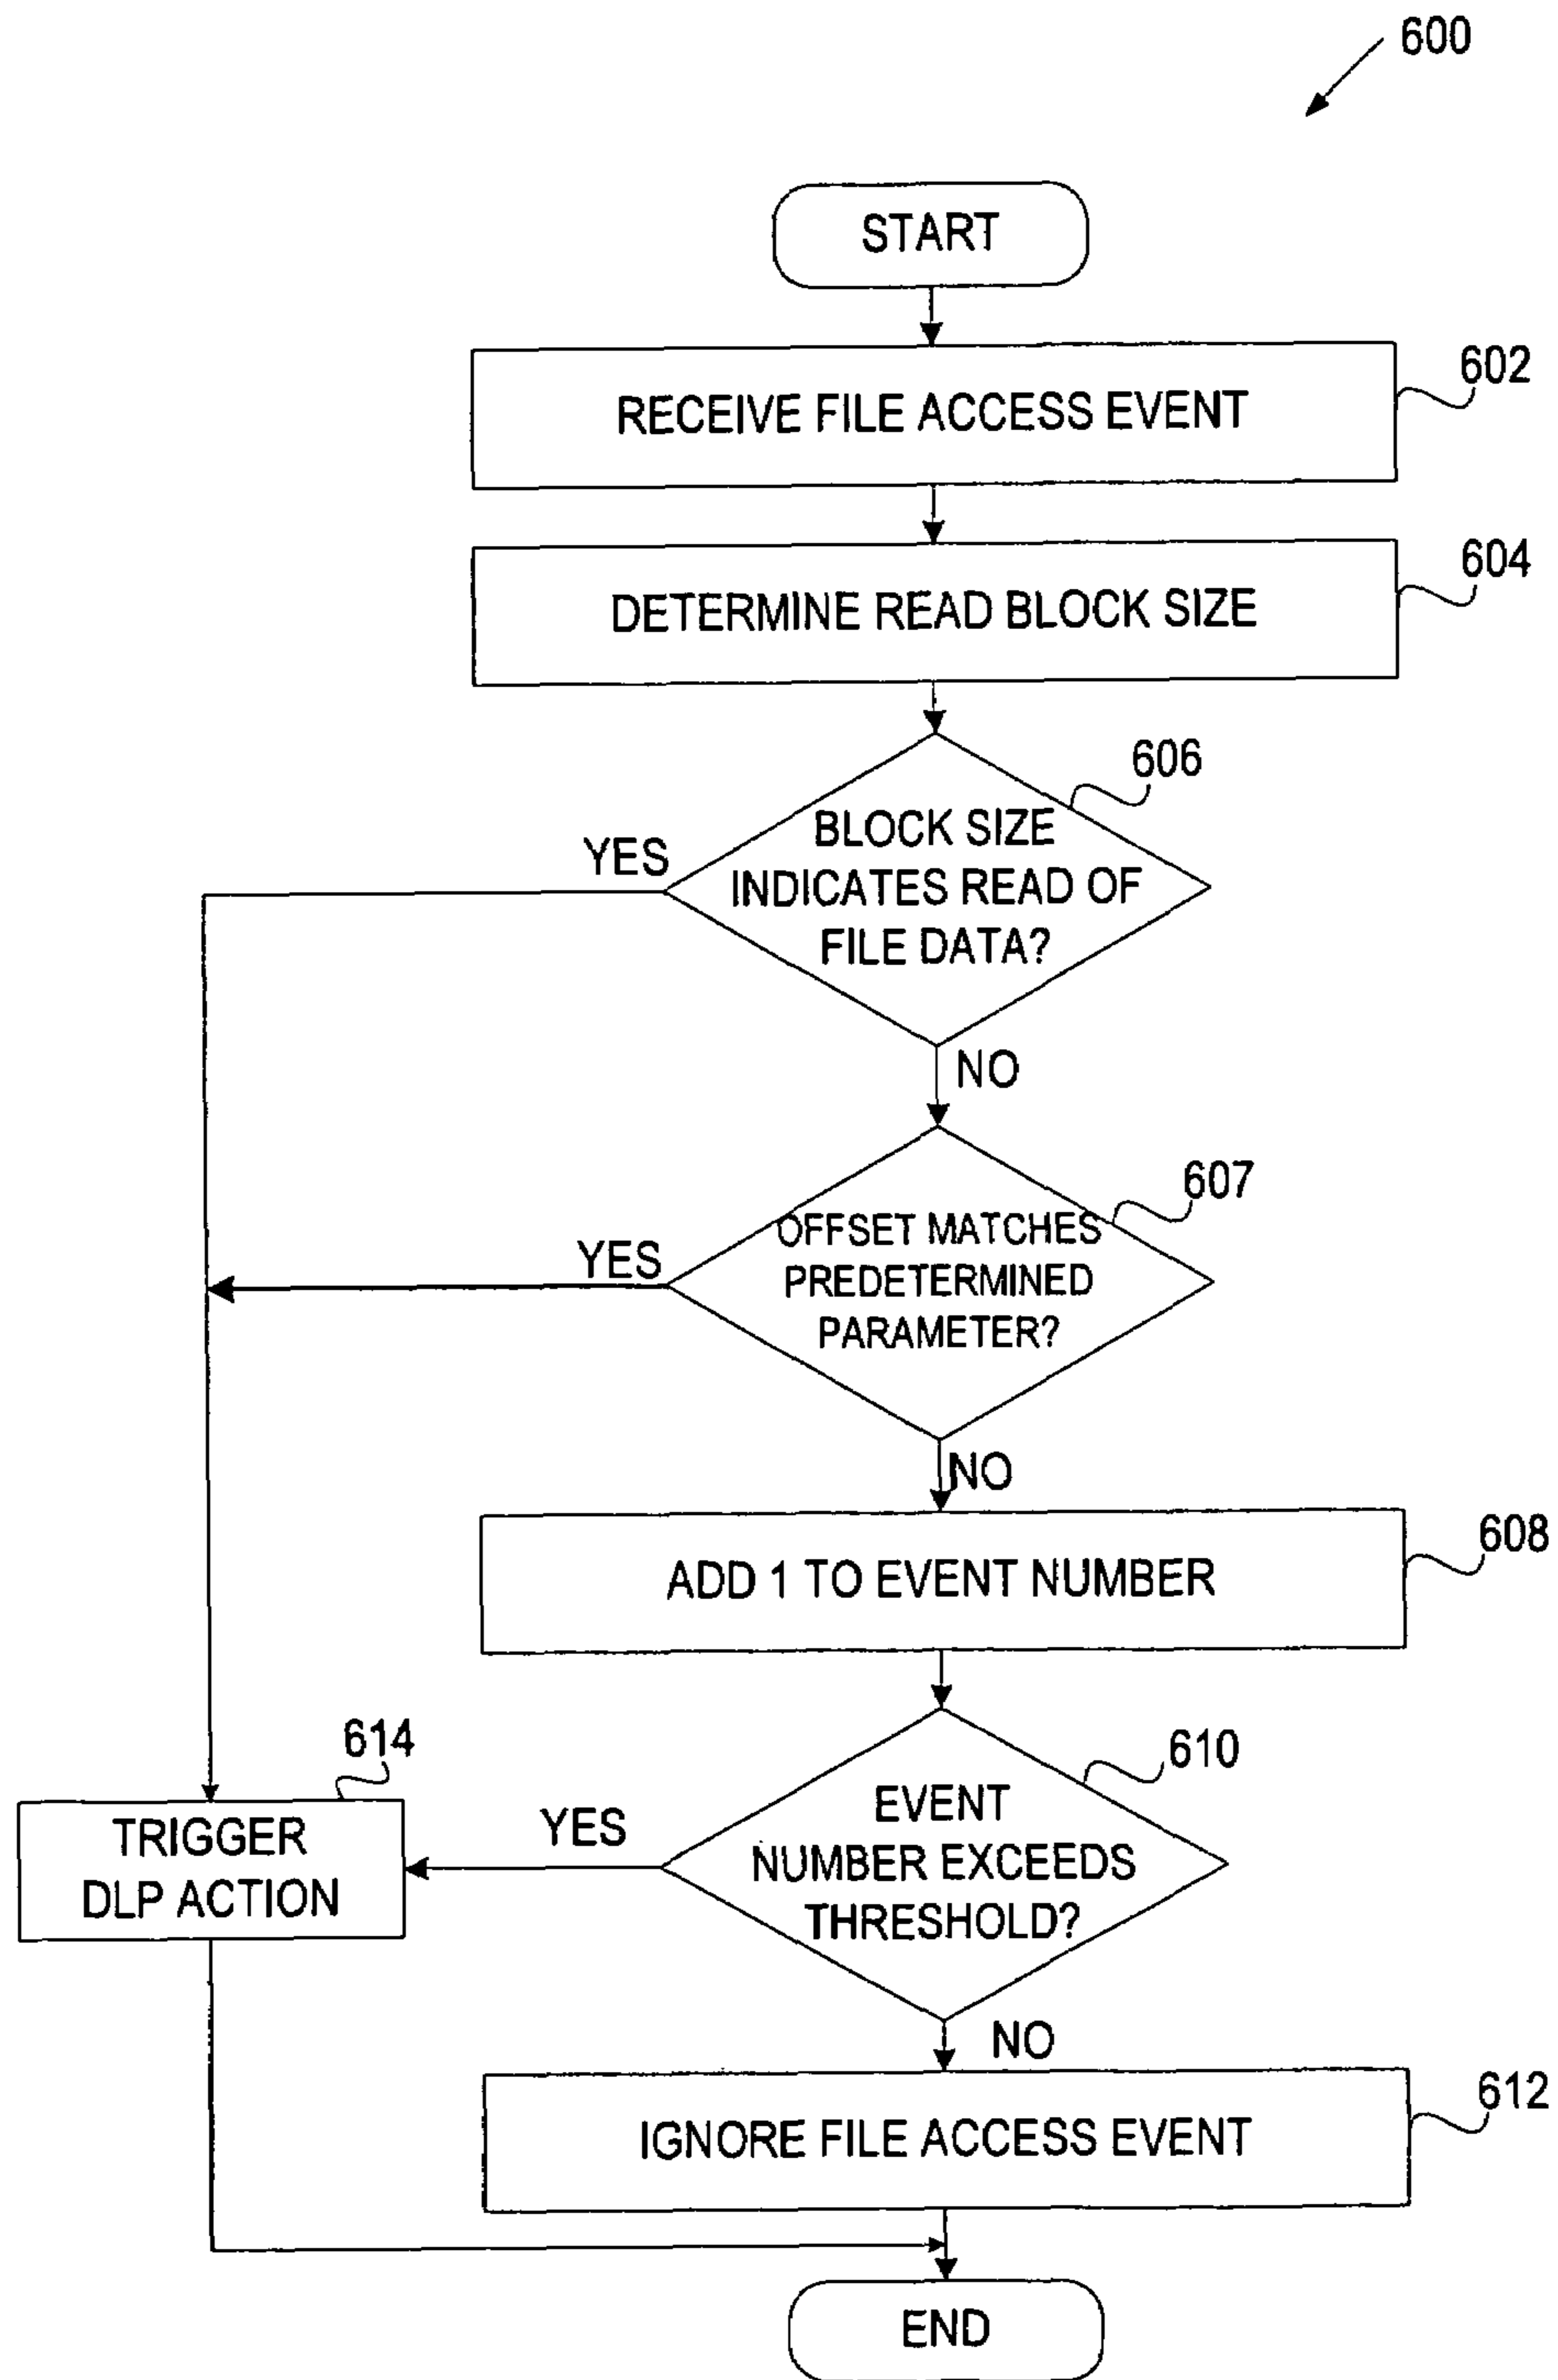 600
START
602
RECEIVE FILE ACCESS EVENT
604
DETERMINE READ BLOCK SIZE
606
BLOCK SIZE
INDICATES READ OF
FILE DATA?
YES
NO
607
OFFSET MATCHES
PREDETERMINED
PARAMETER?
YES
NO
608
ADD 1 TO EVENT NUMBER
610
EVENT
NUMBER EXCEEDS
THRESHOLD?
YES
614
TRIGGER
DLP ACTION
NO
612
IGNORE FILE ACCESS EVENT
END